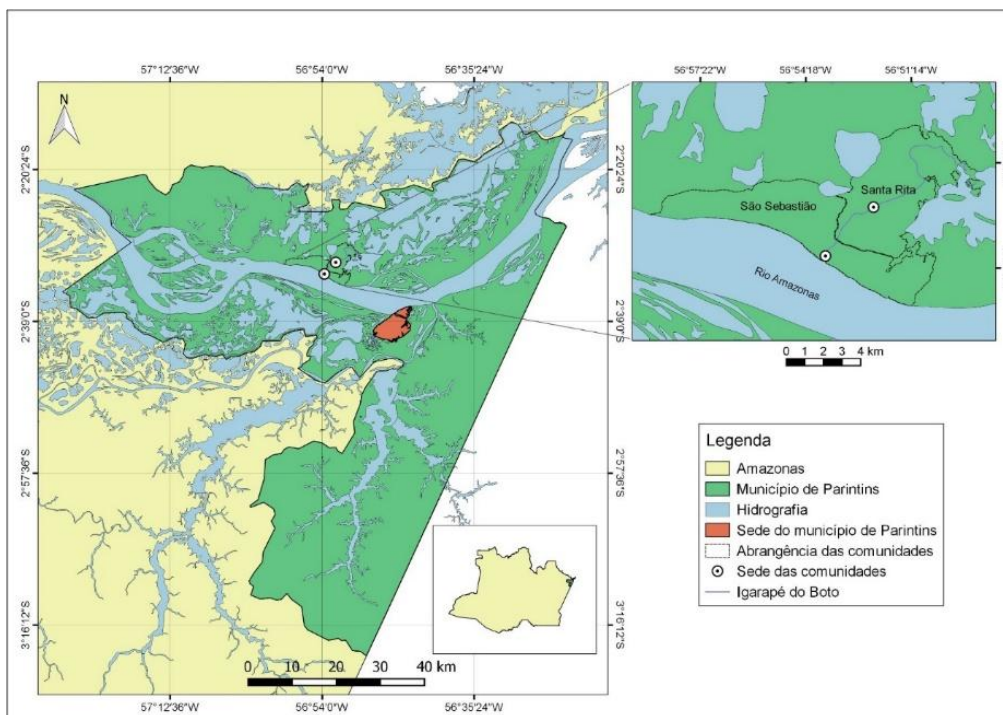 57°12'36"W 56°54'0"W 56°35'24"W
56°57'22"W 56°54'18"W 56°51'14"W
N
2°20'24"S
2°20'24"S
Santa Rita
São Sebastião
Rio Amazonas
2°39'0"S
2°39'0"S
0 1 2 3 4 km
Legenda
Amazonas
Município de Parintins
Hidrografia
Sede do município de Parintins
Abrangência das comunidades
Sede das comunidades
Igarapé do Boto
2°57'36"S
2°57'36"S
3°16'12"S
3°16'12"S
0 10 20 30 40 km
57°12'36"W 56°54'0"W 56°35'24"W